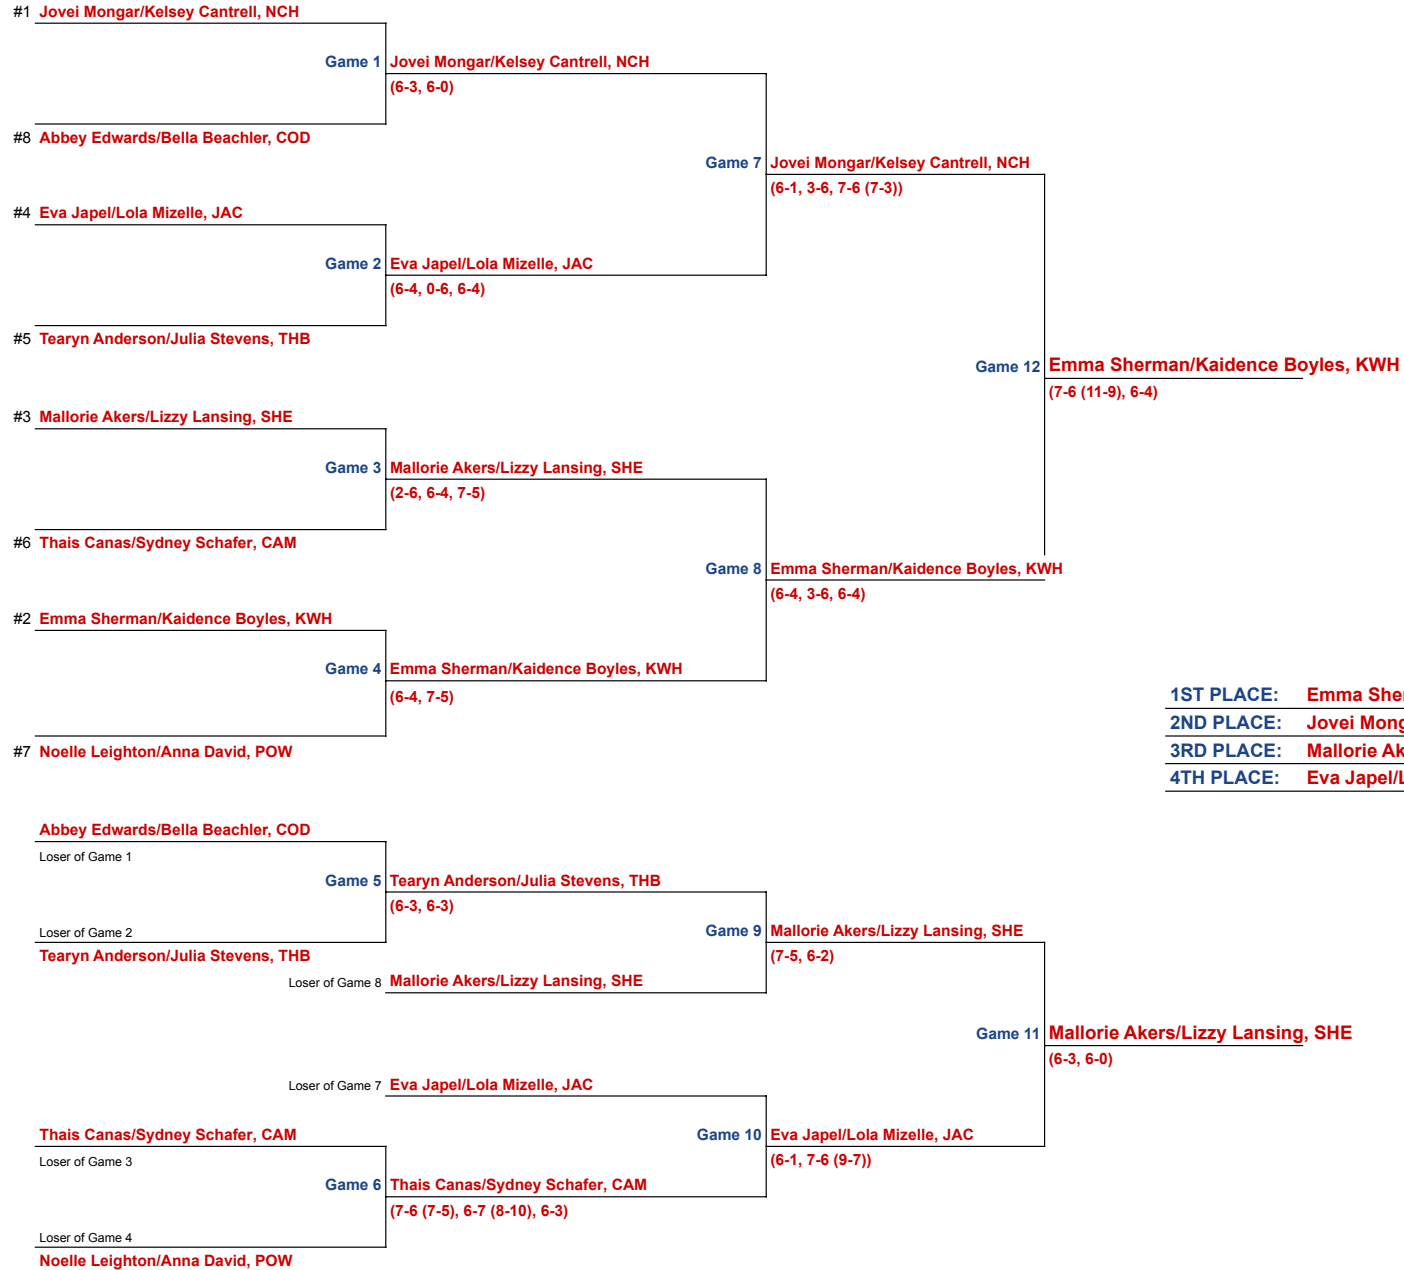 #1 Jovei Mongar/Kelsey Cantrell, NCH
Game 1 Jovei Mongar/Kelsey Cantrell, NCH
(6-3, 6-0)
#8 Abbey Edwards/Bella Beachler, COD
Game 7 Jovei Mongar/Kelsey Cantrell, NCH
(6-1, 3-6, 7-6 (7-3))
#4 Eva Japel/Lola Mizelle, JAC
Game 2 Eva Japel/Lola Mizelle, JAC
(6-4, 0-6, 6-4)
#5 Tearyn Anderson/Julia Stevens, THB
Game 12 Emma Sherman/Kaidence Boyles, KWH
(7-6 (11-9), 6-4)
#3 Mallorie Akers/Lizzy Lansing, SHE
Game 3 Mallorie Akers/Lizzy Lansing, SHE
(2-6, 6-4, 7-5)
#6 Thais Canas/Sydney Schafer, CAM
Game 8 Emma Sherman/Kaidence Boyles, KWH
(6-4, 3-6, 6-4)
#2 Emma Sherman/Kaidence Boyles, KWH
Game 4 Emma Sherman/Kaidence Boyles, KWH
(6-4, 7-5)
#7 Noelle Leighton/Anna David, POW
1ST PLACE: Emma
2ND PLACE: Jovei
3RD PLACE: Mallorie
4TH PLACE: Eva
Abbey Edwards/Bella Beachler, COD
Loser of Game 1
Game 5 Tearyn Anderson/Julia Stevens, THB
(6-3, 6-3)
Loser of Game 2
Tearyn Anderson/Julia Stevens, THB
Game 9 Mallorie Akers/Lizzy Lansing, SHE
(7-5, 6-2)
Loser of Game 8 Mallorie Akers/Lizzy Lansing, SHE
Game 11 Mallorie Akers/Lizzy Lansing, SHE
(6-3, 6-0)
Loser of Game 7 Eva Japel/Lola Mizelle, JAC
Thais Canas/Sydney Schafer, CAM
Loser of Game 3
Game 10 Eva Japel/Lola Mizelle, JAC
(6-1, 7-6 (9-7))
Game 6 Thais Canas/Sydney Schafer, CAM
(7-6 (7-5), 6-7 (8-10), 6-3)
Loser of Game 4
Noelle Leighton/Anna David, POW